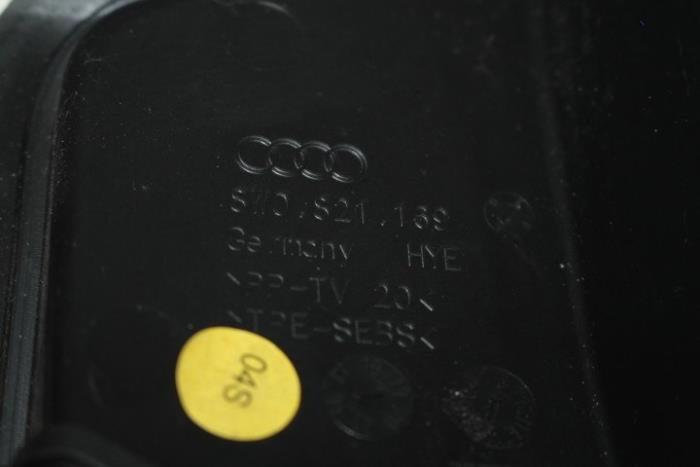 8W0.821.169
Germany HYE
>PP-TV 20<
>TPE-SEBS<
04S